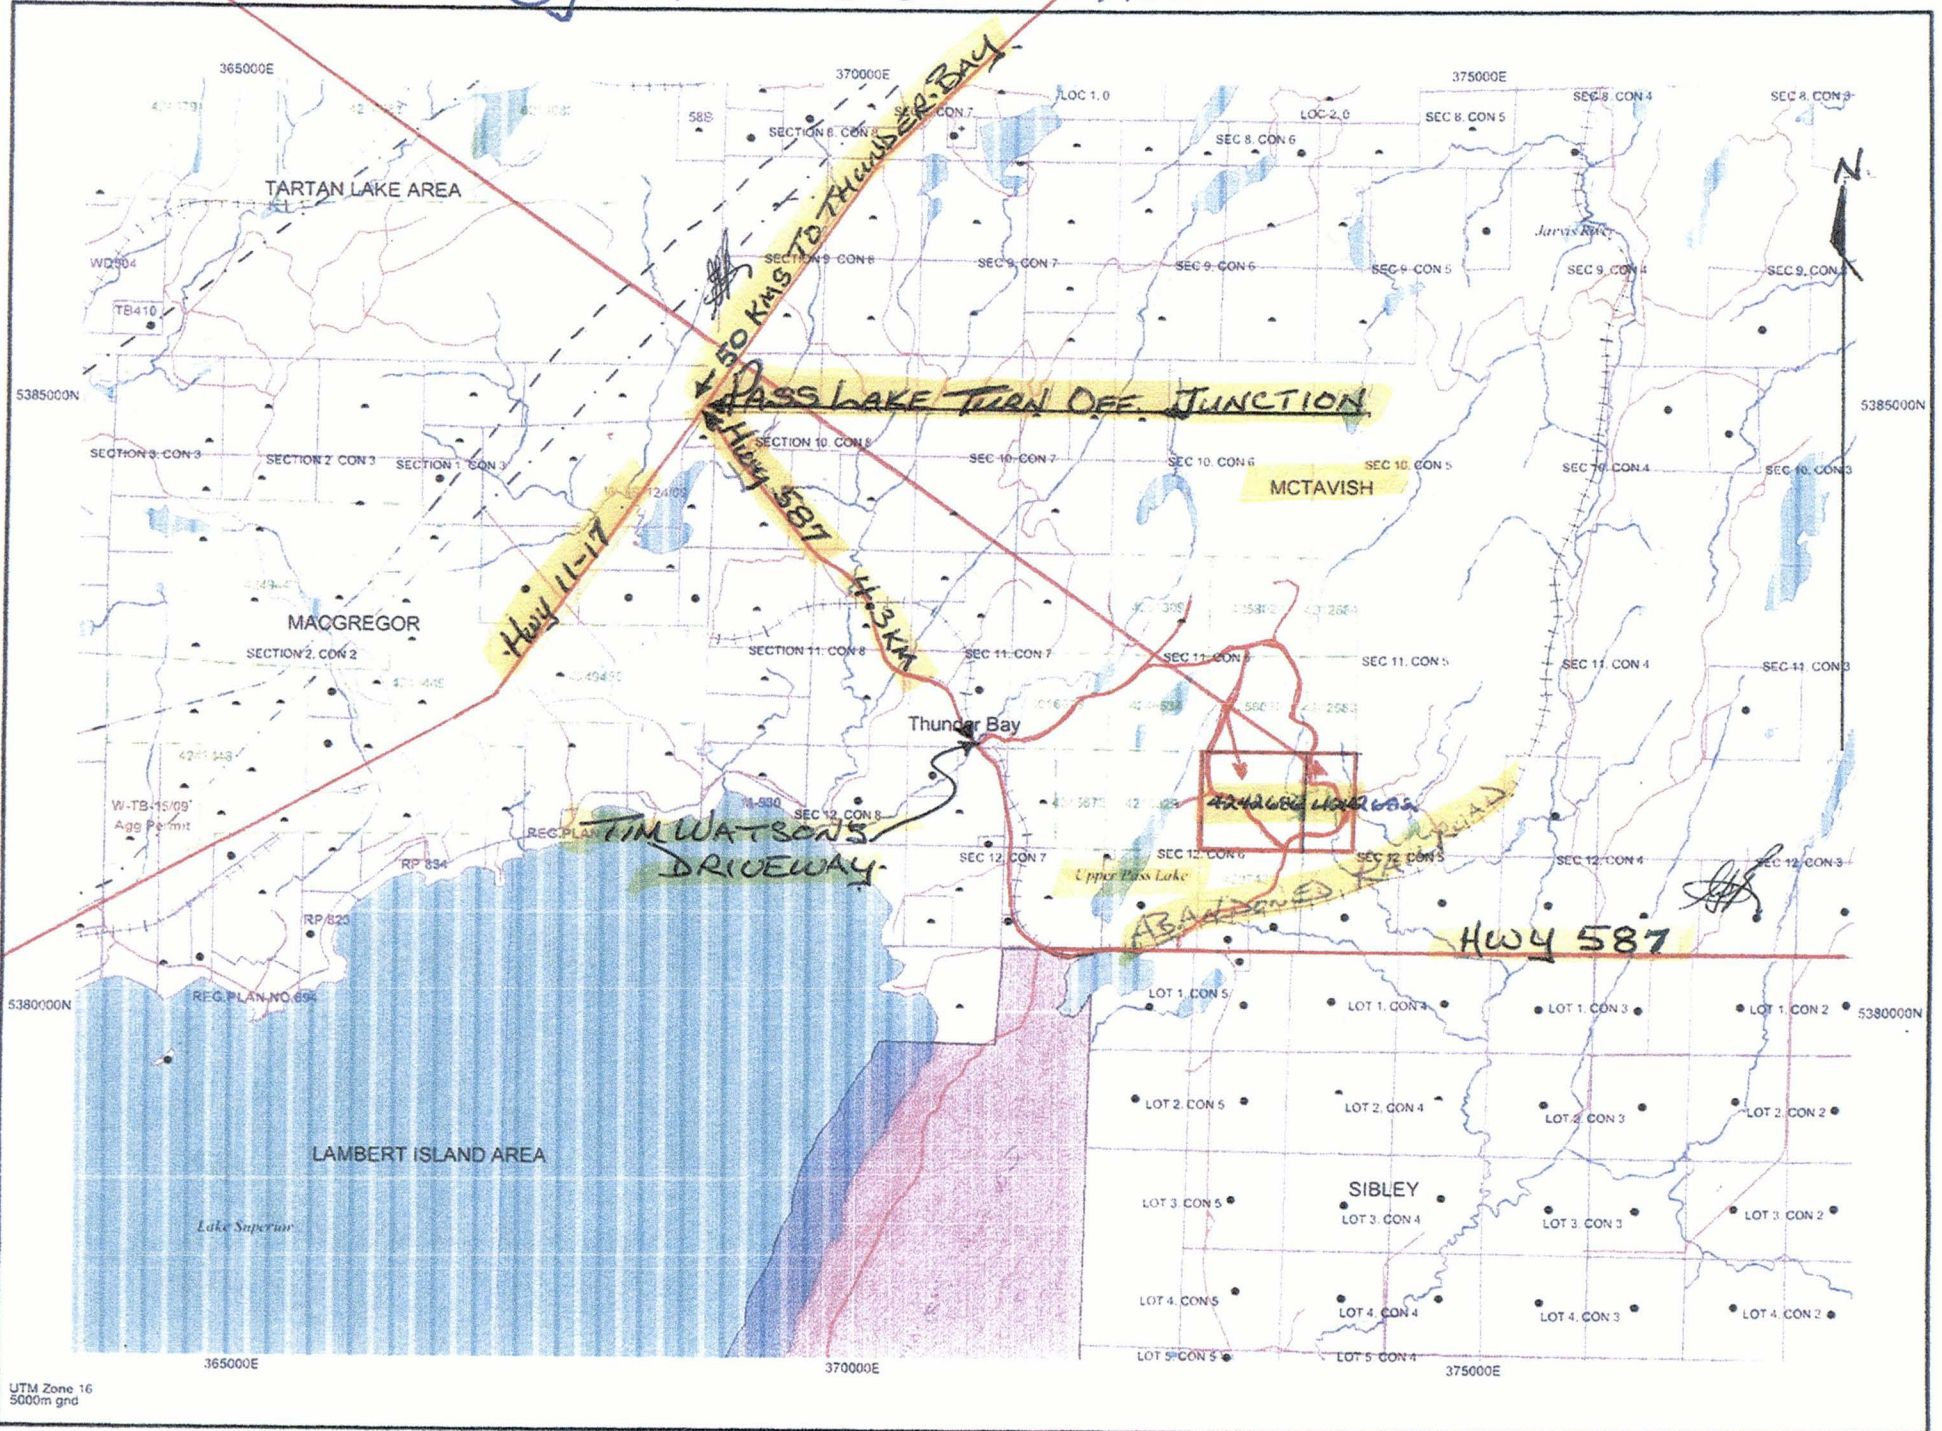 365000E
370000E
375000E
LOC 1.0
SEC 8. CON 4
SEC 8. CON 3
58B
CON 7
LOC 2.0
SEC 8. CON 5
SECTION 8. CON 8
SEC 8. CON 6
TARTAN LAKE AREA
50 KMS TO THUNDER BAY
N
Jarvis River
SECTION 9 CON 8
SEC 9. CON 7
SEC 9. CON 6
SEC 9. CON 5
SEC 9. CON 4
SEC 9. CON 3
WD504
TB410
5385000N
PASS LAKE TURN OFF JUNCTION
5385000N
SECTION 10. CON 8
SECTION 3. CON 3
SECTION 2. CON 3
SECTION 1. CON 3
SEC 10. CON 7
SEC 10. CON 6
SEC 10. CON 5
SEC 10. CON 4
SEC 10. CON 3
MCTAVISH
HWY 587
HWY 11-17
4.3 KM
MACGREGOR
SECTION 2. CON 2
SECTION 11. CON 8
SEC 11. CON 7
SEC 11. CON 6
SEC 11. CON 5
SEC 11. CON 4
SEC 11. CON 3
Thunder Bay
W-TB-15/09
Agg Permit
M-930
SEC 12. CON 8
4242686
REG.PLAN
TIM WATSONS
DRIVEWAY
RP 834
SEC 12. CON 7
SEC 12. CON 6
SEC 12. CON 5
SEC 12. CON 4
SEC 12. CON 3
Upper Pass Lake
ABANDONED RAILROAD
RP 823
HWY 587
REG.PLAN NO.694
5380000N
LOT 1. CON 5
LOT 1. CON 4
LOT 1. CON 3
LOT 1. CON 2
5380000N
LOT 2. CON 5
LOT 2. CON 4
LOT 2. CON 3
LOT 2. CON 2
LAMBERT ISLAND AREA
SIBLEY
LOT 3. CON 5
LOT 3. CON 4
LOT 3. CON 3
LOT 3. CON 2
Lake Superior
LOT 4. CON 5
LOT 4. CON 4
LOT 4. CON 3
LOT 4. CON 2
LOT 5. CON 5
LOT 5. CON 4
365000E
370000E
375000E
UTM Zone 16
5000m grid